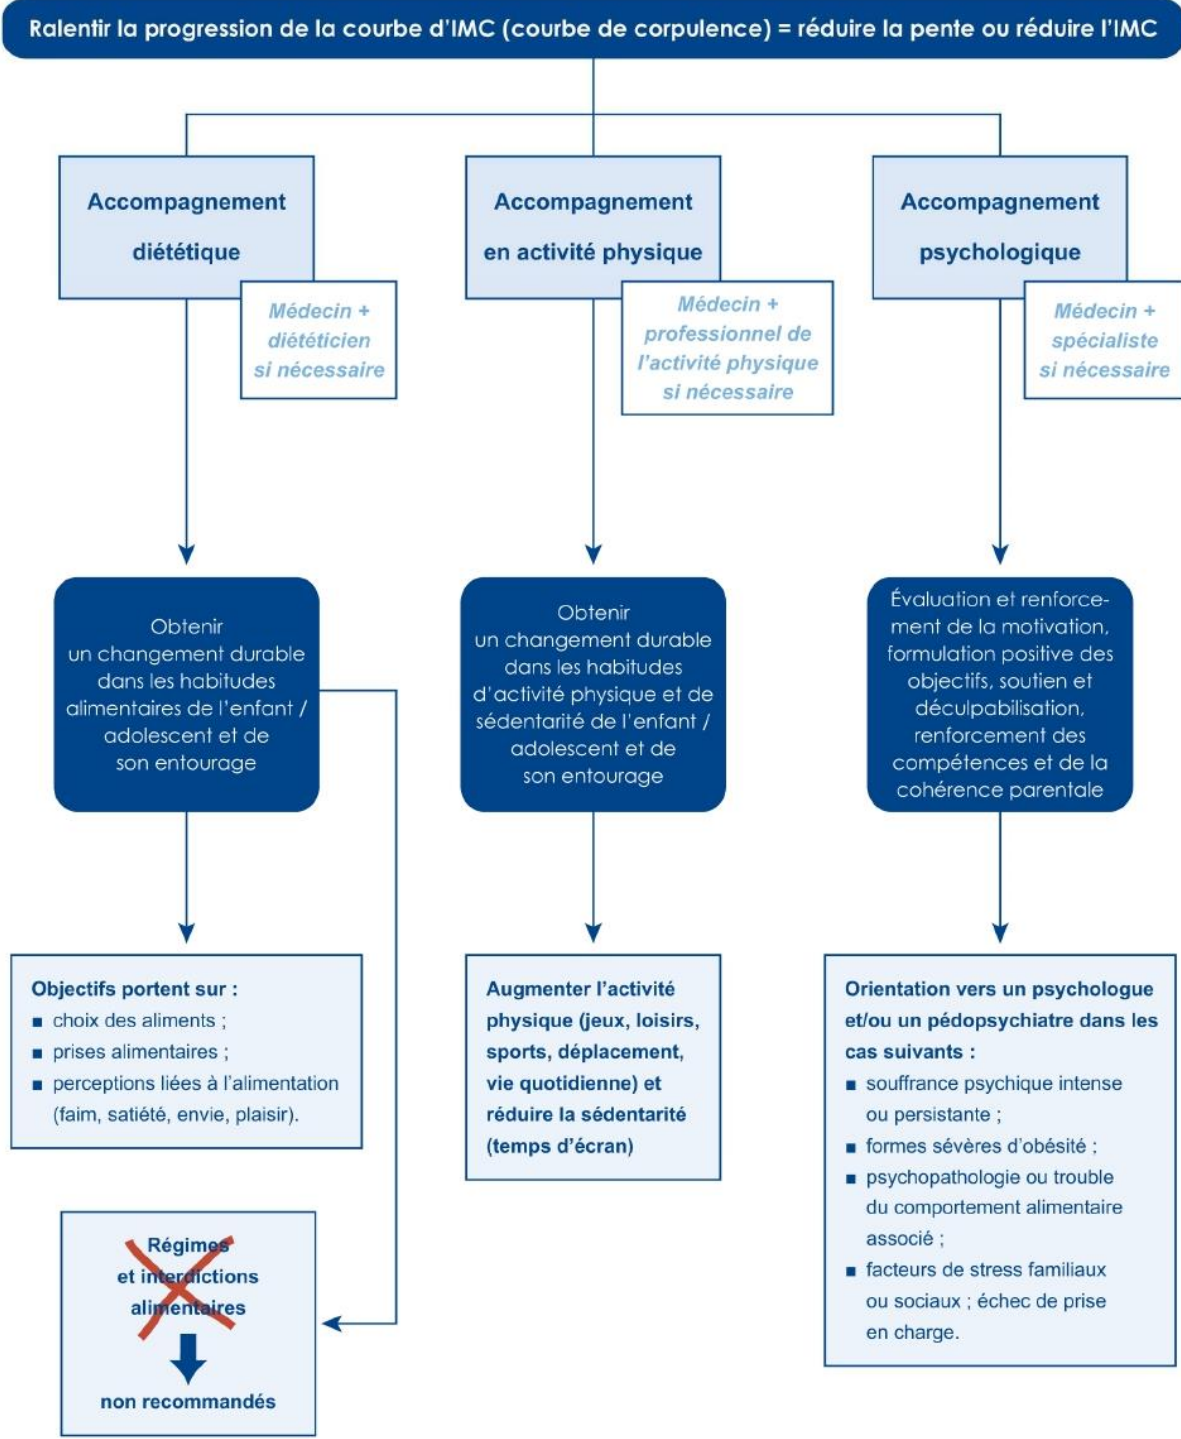 Ralentir la progression de la courbe d’IMC (courbe de corpulence) = réduire la pente ou réduire l’IMC
Accompagnement
diététique
Médecin +
diététicien
si nécessaire
Accompagnement
en activité physique
Médecin +
professionnel de
l’activité physique
si nécessaire
Accompagnement
psychologique
Médecin +
spécialiste
si nécessaire
Obtenir
un changement durable
dans les habitudes
alimentaires de l’enfant /
adolescent et de
son entourage
Obtenir
un changement durable
dans les habitudes
d’activité physique et de
sédentarité de l’enfant /
adolescent et de
son entourage
Évaluation et renforce-
ment de la motivation,
formulation positive des
objectifs, soutien et
déculpabilisation,
renforcement des
compétences et de la
cohérence parentale
Objectifs portent sur :
■ choix des aliments ;
■ prises alimentaires ;
■ perceptions liées à l’alimentation
(faim, satiété, envie, plaisir).
Régimes
et interdictions
alimentaires
non recommandés
Augmenter l’activité
physique (jeux, loisirs,
sports, déplacement,
vie quotidienne) et
réduire la sédentarité
(temps d’écran)
Orientation vers un psychologue
et/ou un pédopsychiatre dans les
cas suivants :
■ souffrance psychique intense
ou persistante ;
■ formes sévères d’obésité ;
■ psychopathologie ou trouble
du comportement alimentaire
associé ;
■ facteurs de stress familiaux
ou sociaux ; échec de prise
en charge.